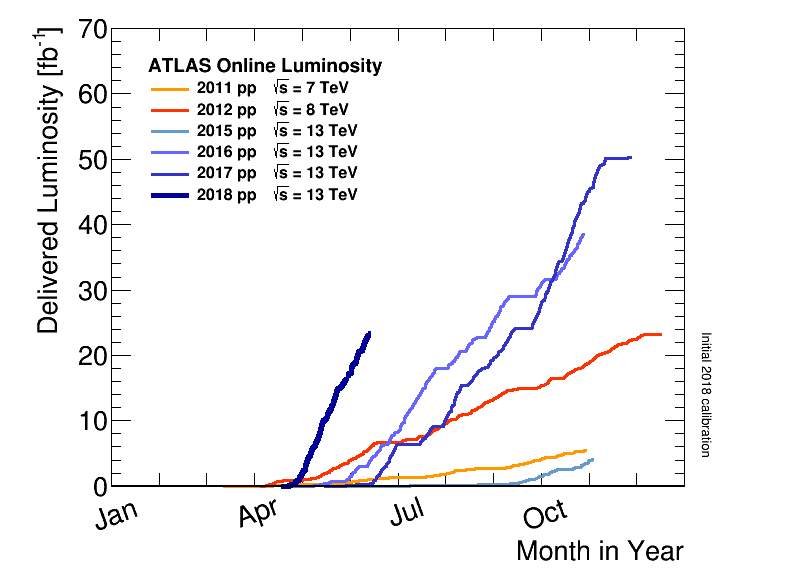 Delivered Luminosity [fb⁻¹]
70
60
50
40
30
20
10
0
ATLAS Online Luminosity
2011 pp √s = 7 TeV
2012 pp √s = 8 TeV
2015 pp √s = 13 TeV
2016 pp √s = 13 TeV
2017 pp √s = 13 TeV
2018 pp √s = 13 TeV
Initial 2018 calibration
Jan Apr Jul Oct
Month in Year